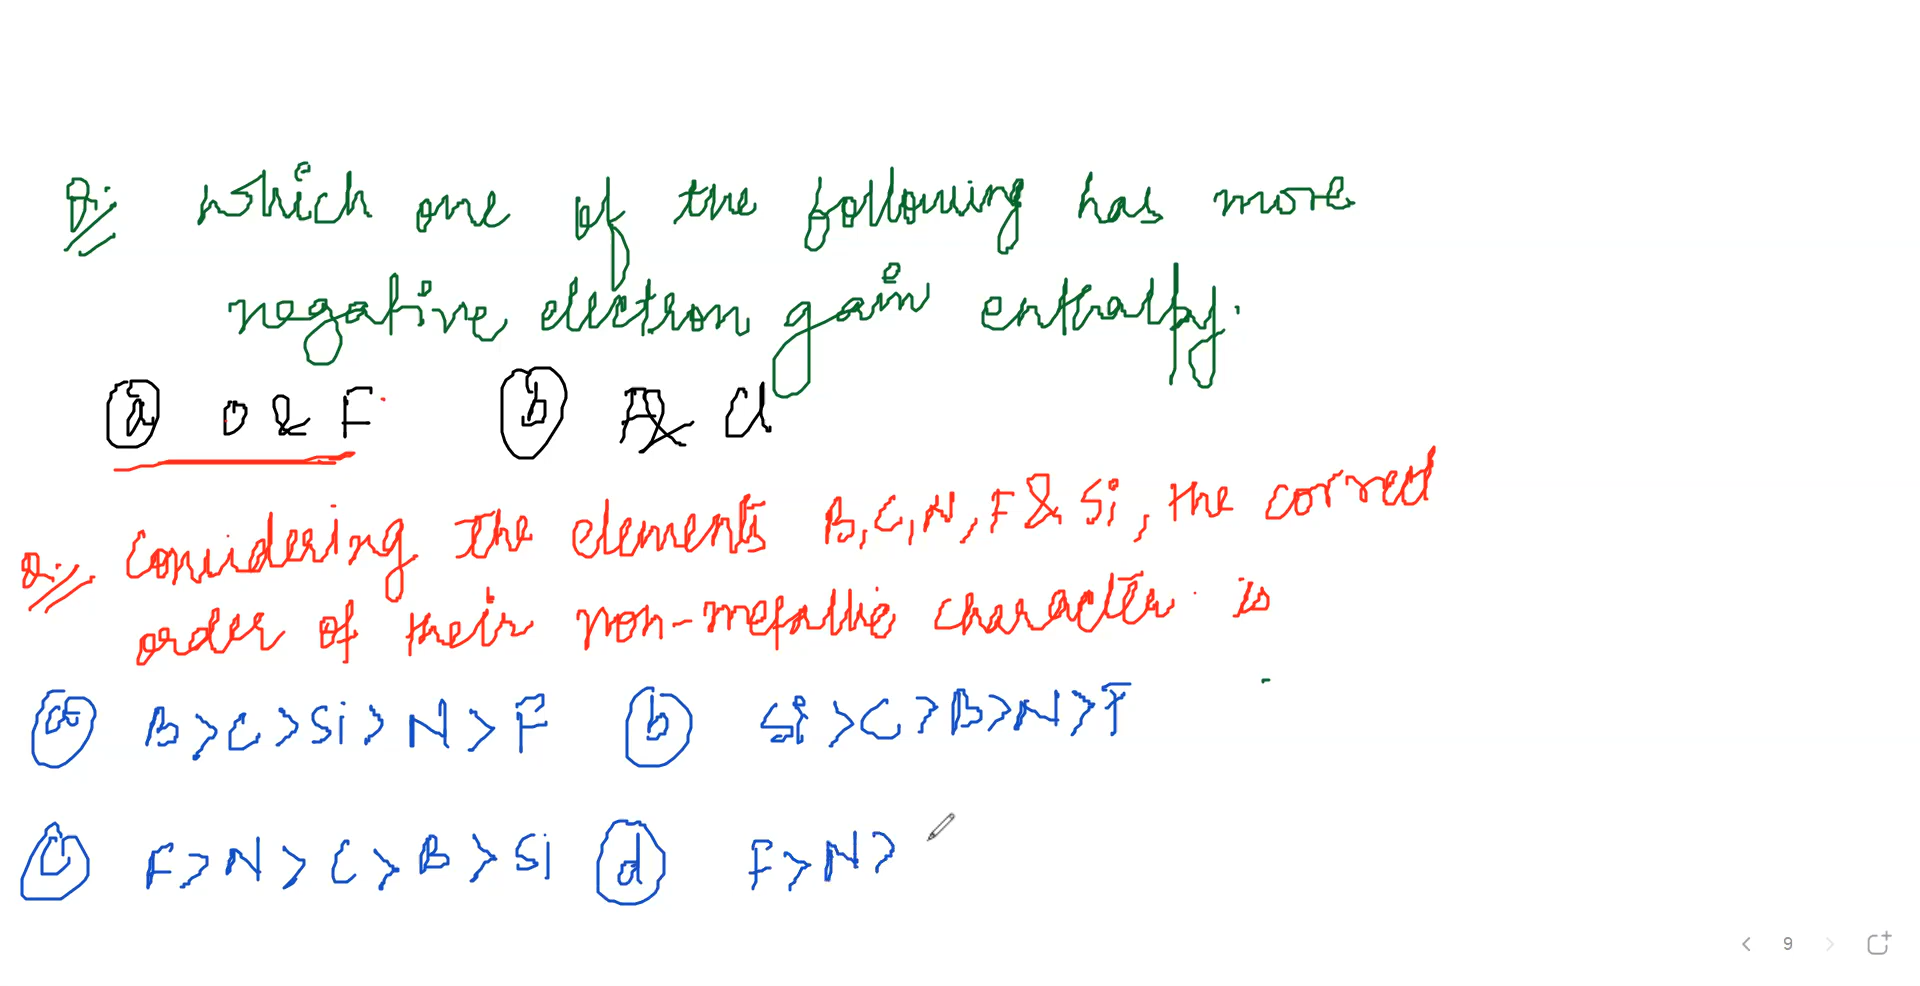 Q:- which one of the following has more
negative electron gain enthalpy.
(a) O & F (b) F & Cl
Q:- Considering the elements B, C, N, F & Si, the correct
order of their non-metallic character is
(a) B > C > Si > N > F (b) Si > C > B > N > F
(c) F > N > C > B > Si (d) F > N >
9